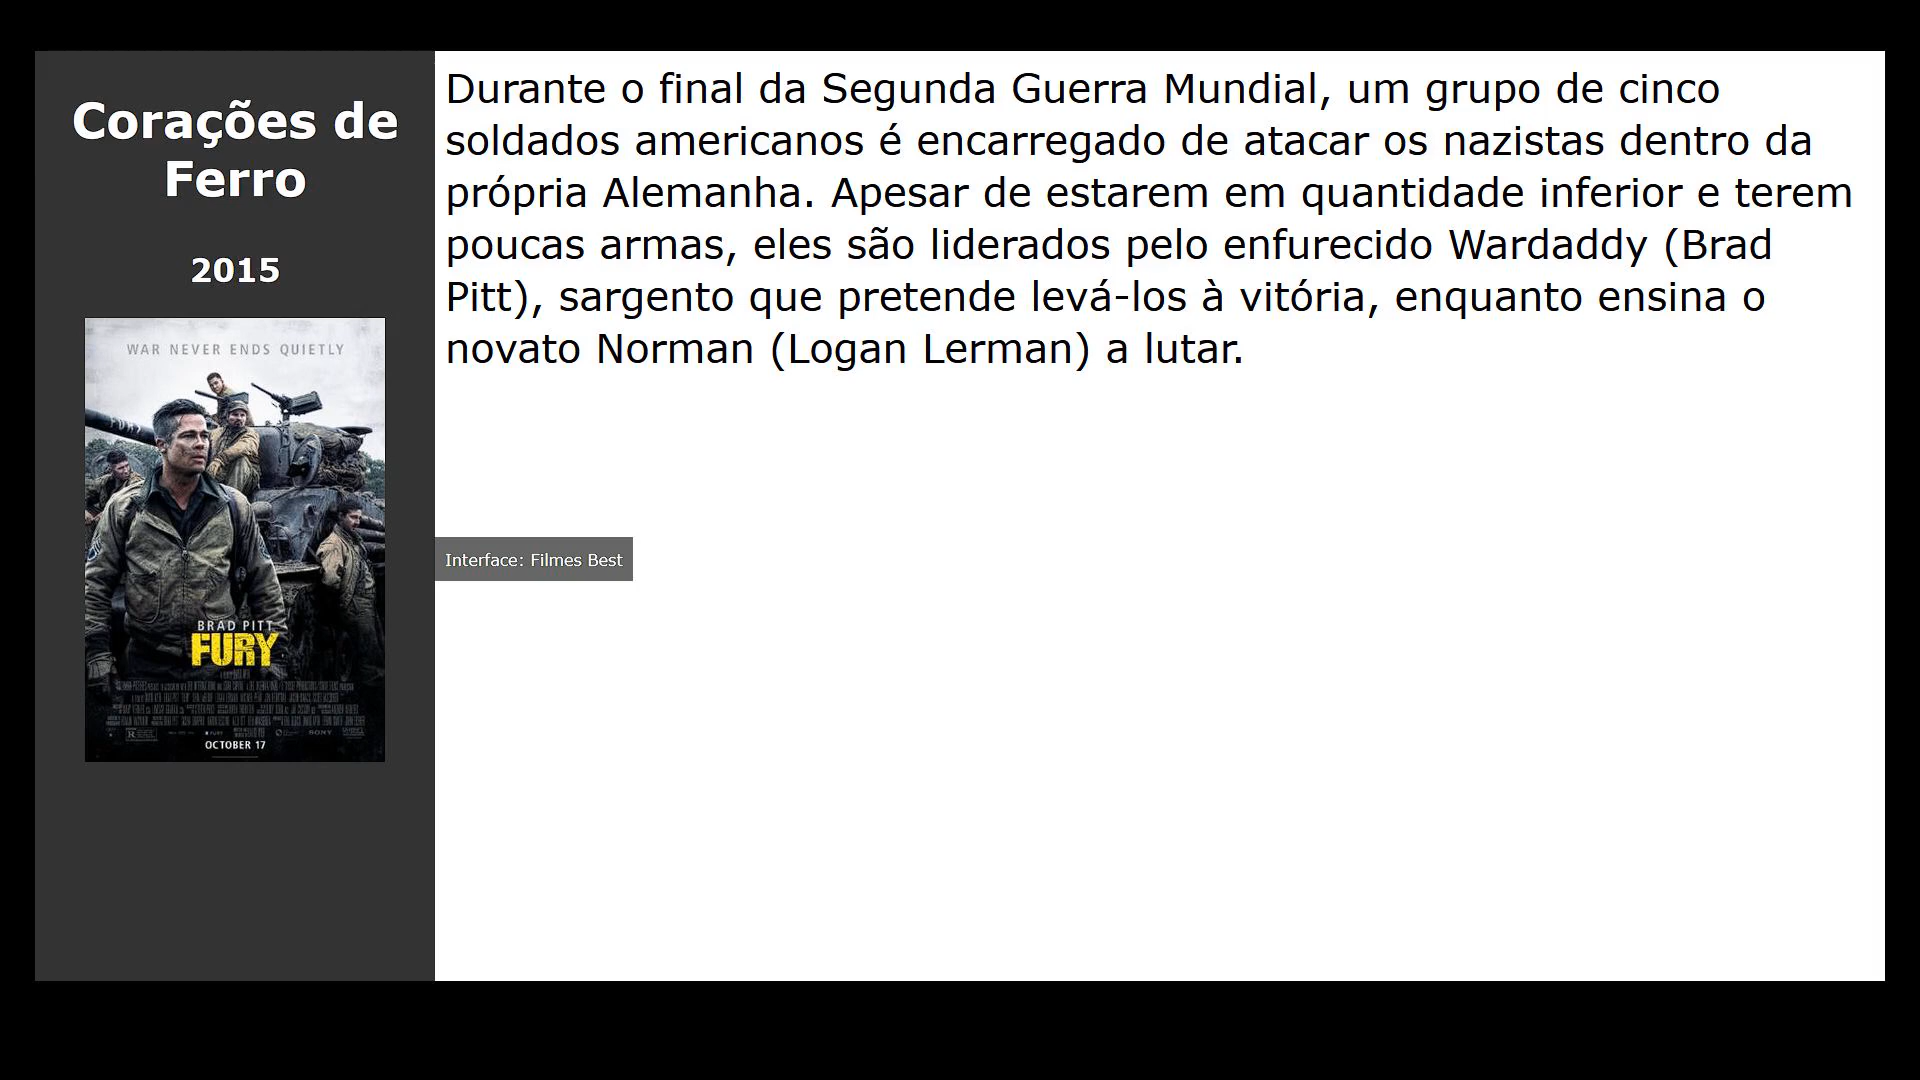 Corações de
Ferro
2015
WAR NEVER ENDS QUIETLY
FURY
BRAD PITT
FURY
OCTOBER 17
Durante o final da Segunda Guerra Mundial, um grupo de cinco
soldados americanos é encarregado de atacar os nazistas dentro da
própria Alemanha. Apesar de estarem em quantidade inferior e terem
poucas armas, eles são liderados pelo enfurecido Wardaddy (Brad
Pitt), sargento que pretende levá-los à vitória, enquanto ensina o
novato Norman (Logan Lerman) a lutar.
Interface: Filmes Best